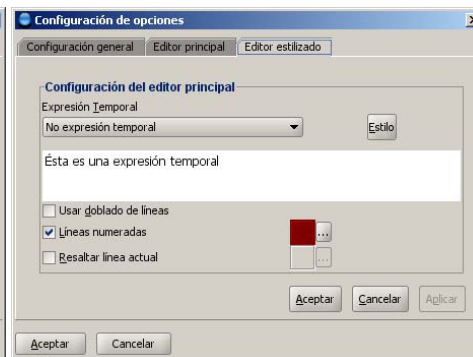 Configuración de opciones
Configuración general Editor principal Editor estilizado
Configuración del editor principal
Expresión Temporal
No expresión temporal Estilo
Ésta es una expresión temporal
Usar doblado de líneas
Líneas numeradas ...
Resaltar línea actual ...
Aceptar Cancelar Aplicar
Aceptar Cancelar